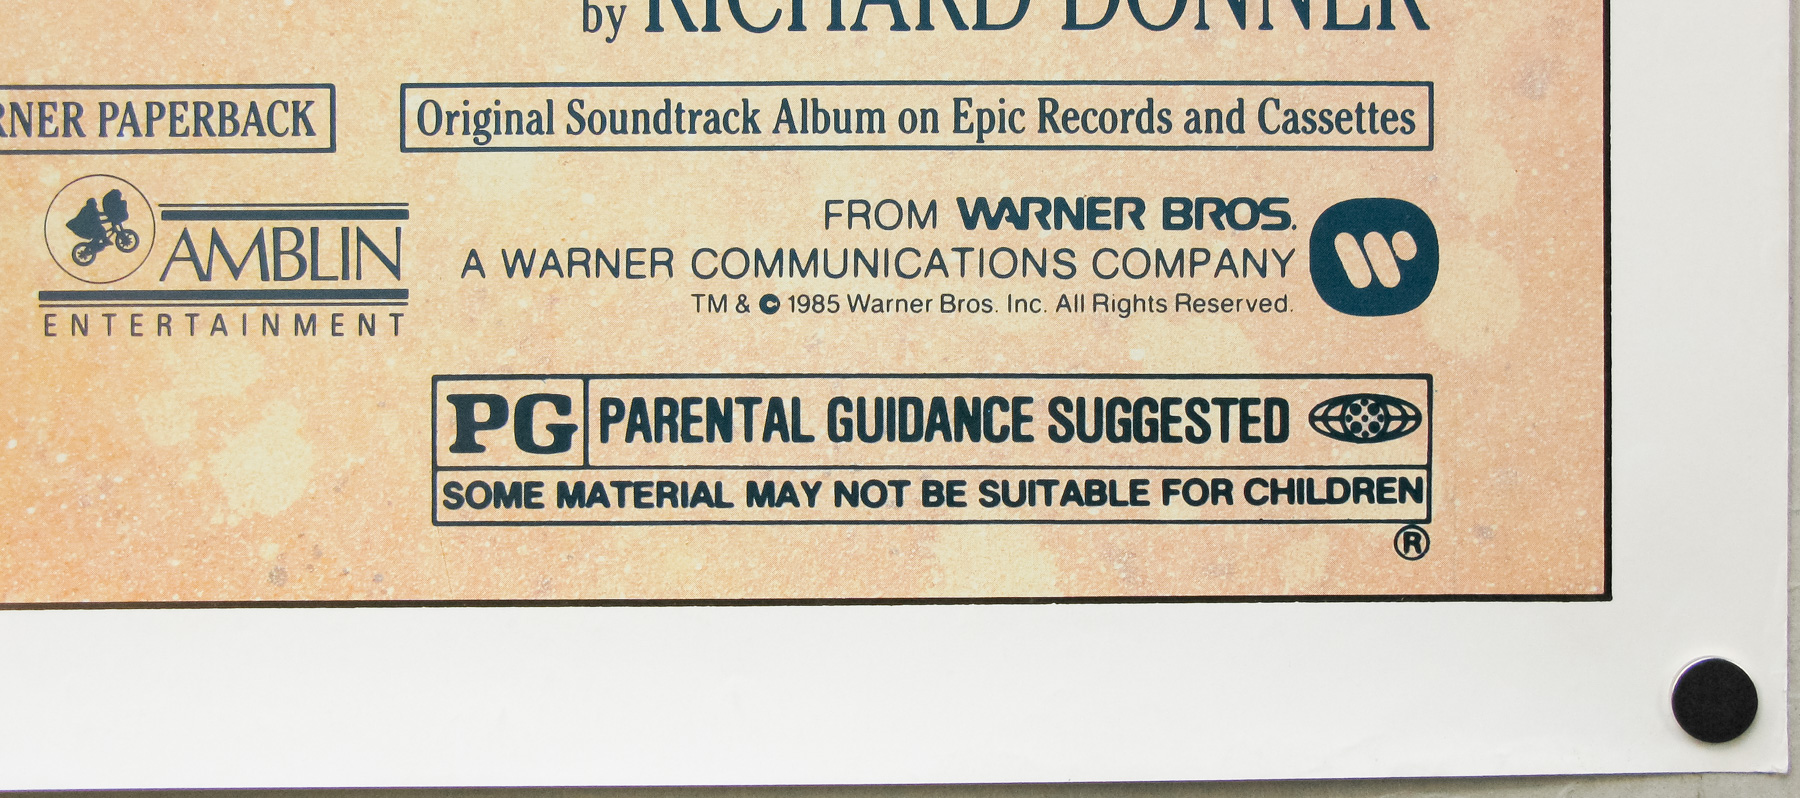 by RICHARD DONNER
RNER PAPERBACK
Original Soundtrack Album on Epic Records and Cassettes
AMBLIN
ENTERTAINMENT
FROM WARNER BROS.
A WARNER COMMUNICATIONS COMPANY
TM & © 1985 Warner Bros. Inc. All Rights Reserved.
PG PARENTAL GUIDANCE SUGGESTED
SOME MATERIAL MAY NOT BE SUITABLE FOR CHILDREN
®